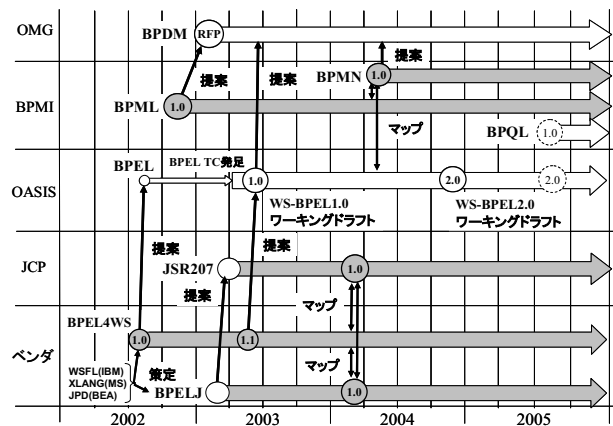 OMG
BPDM
RFP
提案
提案
BPMN
1.0
提案
BPMI
BPML
1.0
マップ
BPQL
1.0
BPEL
BPEL TC発足
OASIS
1.0
2.0
2.0
WS-BPEL1.0
ワーキングドラフト
WS-BPEL2.0
ワーキングドラフト
提案
提案
JCP
JSR207
1.0
提案
マップ
BPEL4WS
ベンダ
1.0
1.1
マップ
WSFL(IBM)
XLANG(MS)
JPD(BEA)
策定
BPELJ
1.0
2002
2003
2004
2005